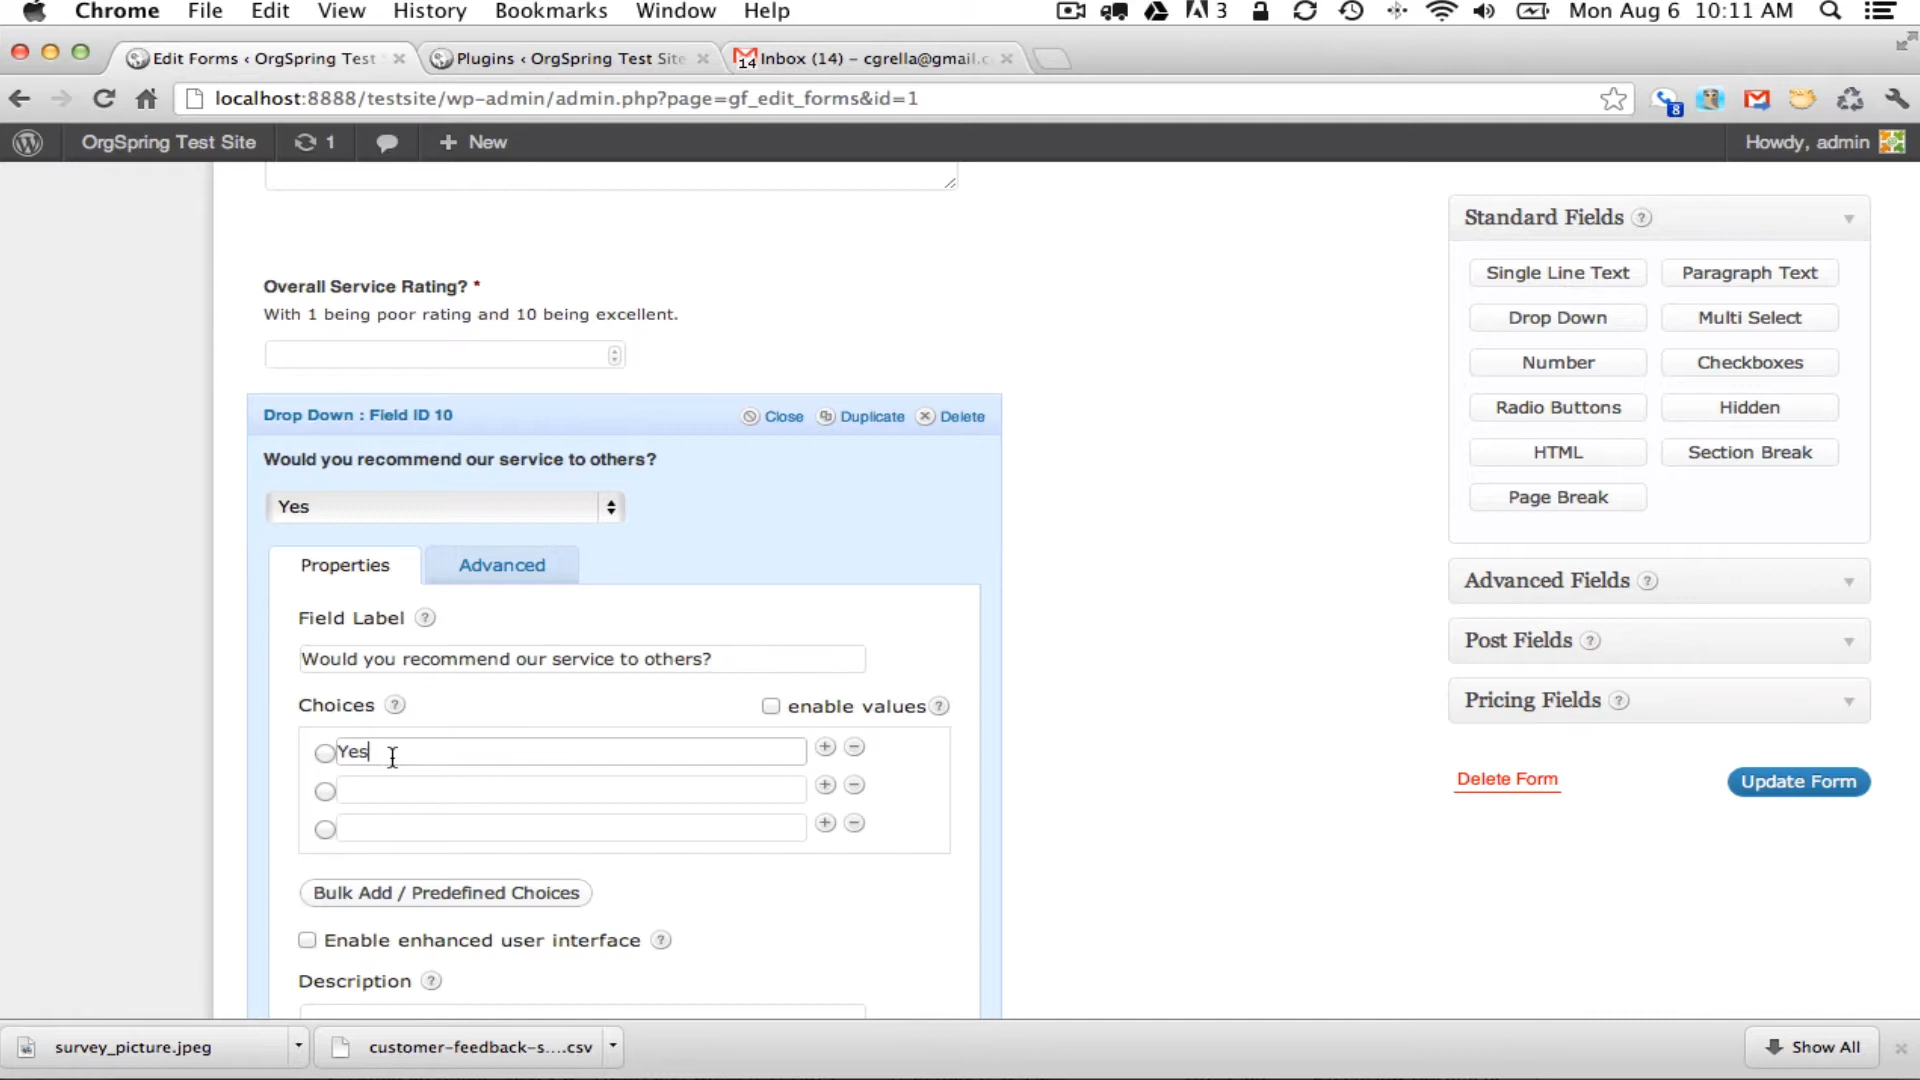 Chrome File Edit View History Bookmarks Window Help 3 Mon Aug 6 10:11 AM
Edit Forms ‹ OrgSpring Test Plugins ‹ OrgSpring Test Site 14 Inbox (14) – cgrella@gmail.c
localhost:8888/testsite/wp-admin/admin.php?page=gf_edit_forms&id=1 8
OrgSpring Test Site 1 + New Howdy, admin
Overall Service Rating? *
With 1 being poor rating and 10 being excellent.
Drop Down : Field ID 10 Close Duplicate Delete
Would you recommend our service to others?
Yes
Properties Advanced
Field Label ?
Would you recommend our service to others?
Choices ? enable values ?
Yes
Bulk Add / Predefined Choices
Enable enhanced user interface ?
Description ?
Standard Fields ?
Single Line Text Paragraph Text
Drop Down Multi Select
Number Checkboxes
Radio Buttons Hidden
HTML Section Break
Page Break
Advanced Fields ?
Post Fields ?
Pricing Fields ?
Delete Form Update Form
survey_picture.jpeg customer-feedback-s....csv Show All